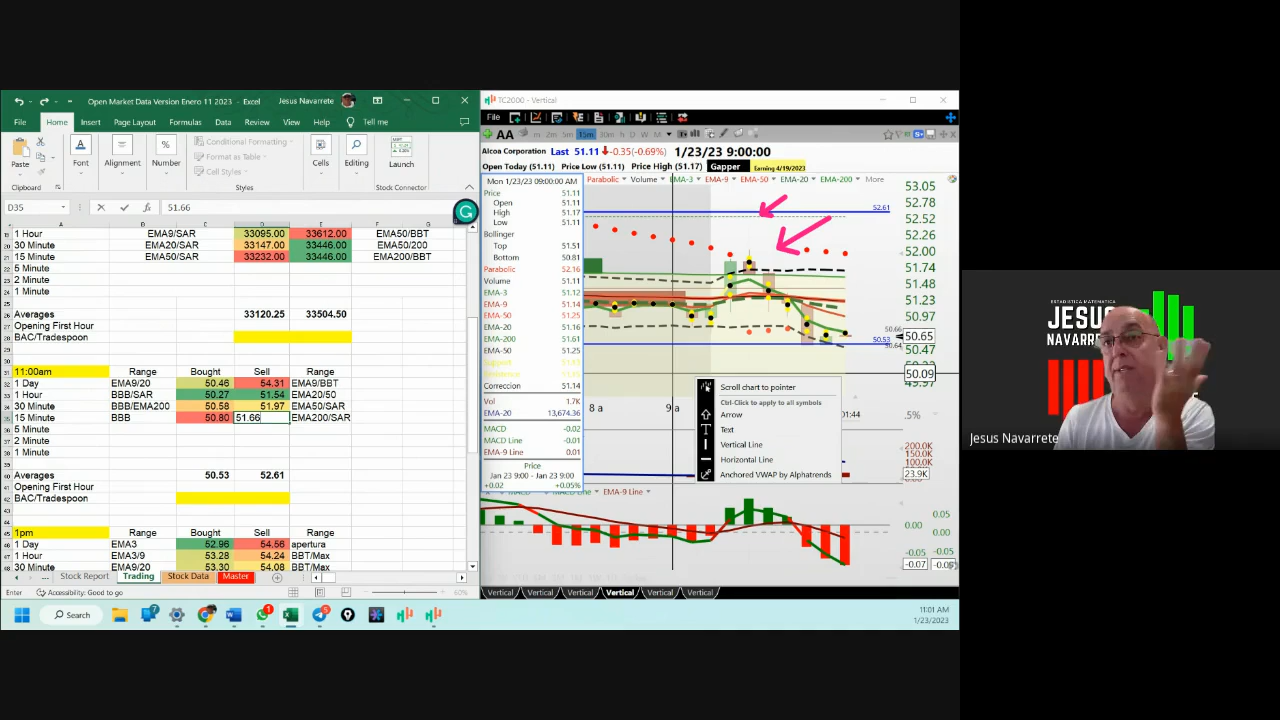 Open Market Data Version Enero 11 2023 - Excel
Jesus Navarrete
File Home Insert Page Layout Formulas Data Review View Help Tell me
Paste
Font
Alignment
Number
Conditional Formatting
Format as Table
Cell Styles
Cells
Editing
Launch
Clipboard
Styles
Stock Connector
D35
51.66
1 Hour EMA9/SAR 33095.00 33612.00 EMA50/BBT
30 Minute EMA20/SAR 33147.00 33446.00 EMA50/200
15 Minute EMA50/SAR 33232.00 33446.00 EMA200/BBT
5 Minute
2 Minute
1 Minute
Averages 33120.25 33504.50
Opening First Hour
BAC/Tradespoon
11:00am Range Bought Sell Range
1 Day EMA9/20 50.46 54.31 EMA9/BBT
1 Hour BBB/SAR 50.27 51.54 EMA20/50
30 Minute BBB/EMA200 50.58 51.97 EMA50/SAR
15 Minute BBB 50.80 51.66 EMA200/SAR
5 Minute
2 Minute
1 Minute
Averages 50.53 52.61
Opening First Hour
BAC/Tradespoon
1pm Range Bought Sell Range
1 Day EMA3 52.96 54.56 apertura
1 Hour EMA3/9 53.28 54.24 BBT/Max
30 Minute EMA9 53.30 54.08 BBT/Max
Stock Report Trading Stock Data Master
Enter Accessibility: Good to go 60%
Search
TC2000 - Vertical
File
AA
15m
Alcoa Corporation Last 51.11 -0.35(-0.69%) 1/23/23 9:00:00
Open Today (51.11) Price Low (51.11) Price High (51.17) Gapper Earning 4/19/2023
Mon 1/23/23 09:00:00 AM
Price 51.11
Open 51.11
High 51.17
Low 51.11
Bollinger
Top 51.51
Bottom 50.81
Parabolic 52.16
Volume 51.11
EMA-3 51.12
EMA-9 51.14
EMA-50 51.25
EMA-20 51.16
EMA-200 51.61
EMA-50 51.25
Correccion 51.14
Vol 1.7K
EMA-20 13,674.36
MACD -0.02
MACD Line -0.01
EMA-9 Line 0.01
Price
Jan 23 9:00 - Jan 23 9:00
+0.02 +0.05%
Parabolic Volume EMA-3 EMA-9 EMA-50 EMA-20 EMA-200 More
53.05
52.78
52.61
52.52
52.26
52.00
51.74
51.48
51.23
50.97
50.66
50.65
50.53
50.64
50.47
50.09
8 a 9 a
Scroll chart to pointer
Ctrl-Click to apply to all symbols
Arrow
Text
Vertical Line
Horizontal Line
Anchored VWAP by Alphatrends
01:44
200.0K
150.0K
100.0K
23.9K
MACD MACD Line EMA-9 Line
0.00 0.05
0.00
-0.05
-0.07
Vertical Vertical Vertical Vertical Vertical Vertical
11:01 AM
1/23/2023
ESTADISTICA MATEMATICA
JESUS
NAVARRETE
Jesus Navarrete